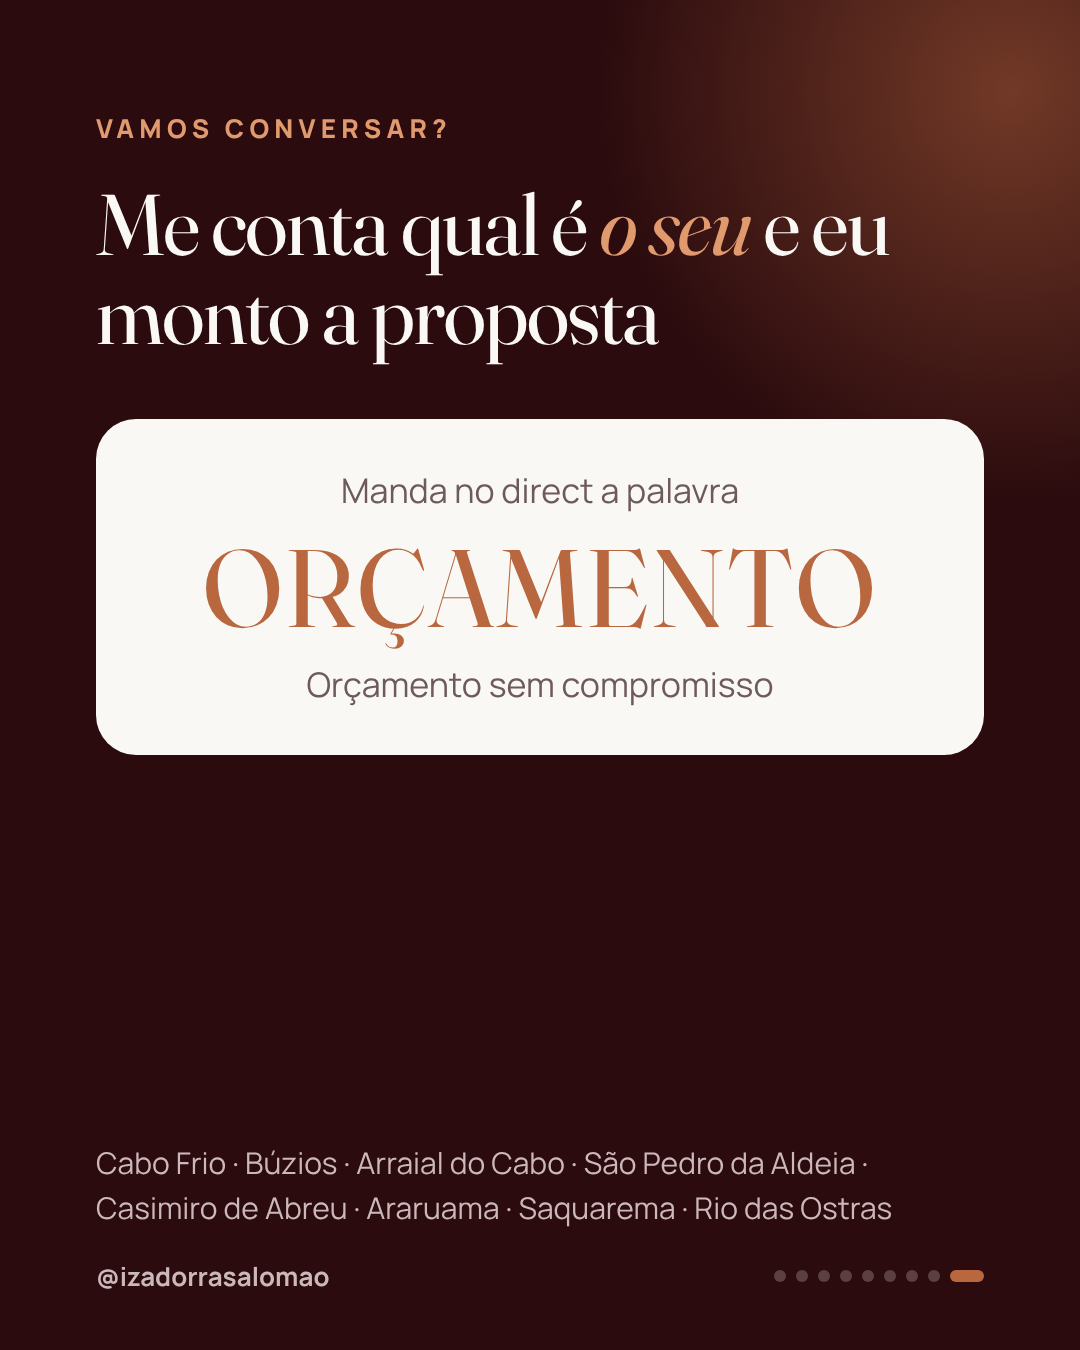 VAMOS CONVERSAR?
Me conta qual é o seu e eu
monto a proposta
Manda no direct a palavra
ORÇAMENTO
Orçamento sem compromisso
Cabo Frio · Búzios · Arraial do Cabo · São Pedro da Aldeia ·
Casimiro de Abreu · Araruama · Saquarema · Rio das Ostras
@izadorrasalomao